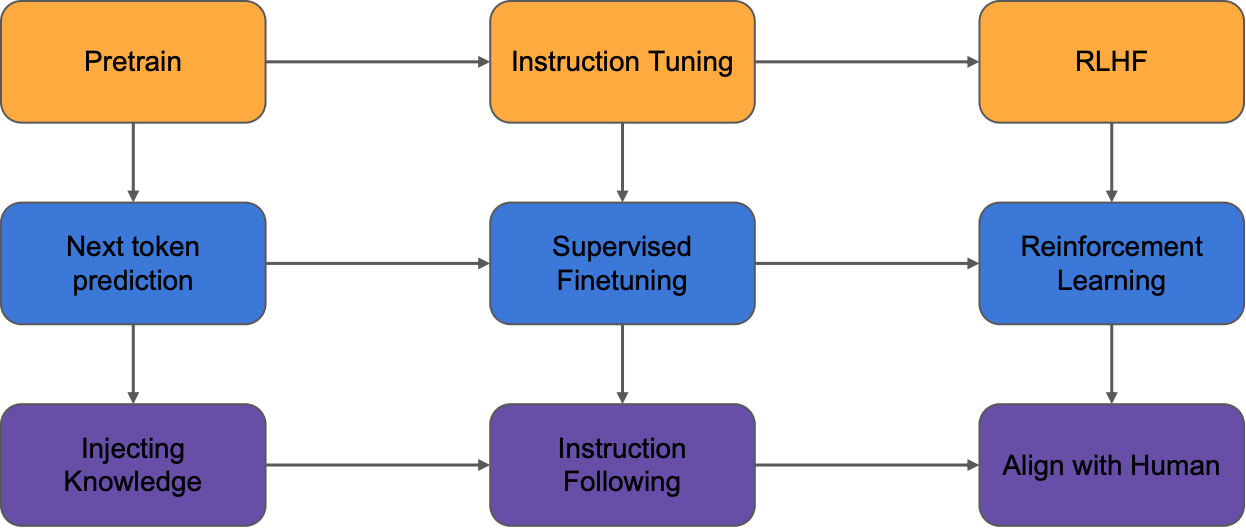 Pretrain
Instruction Tuning
RLHF
Next token
prediction
Supervised
Finetuning
Reinforcement
Learning
Injecting
Knowledge
Instruction
Following
Align with Human